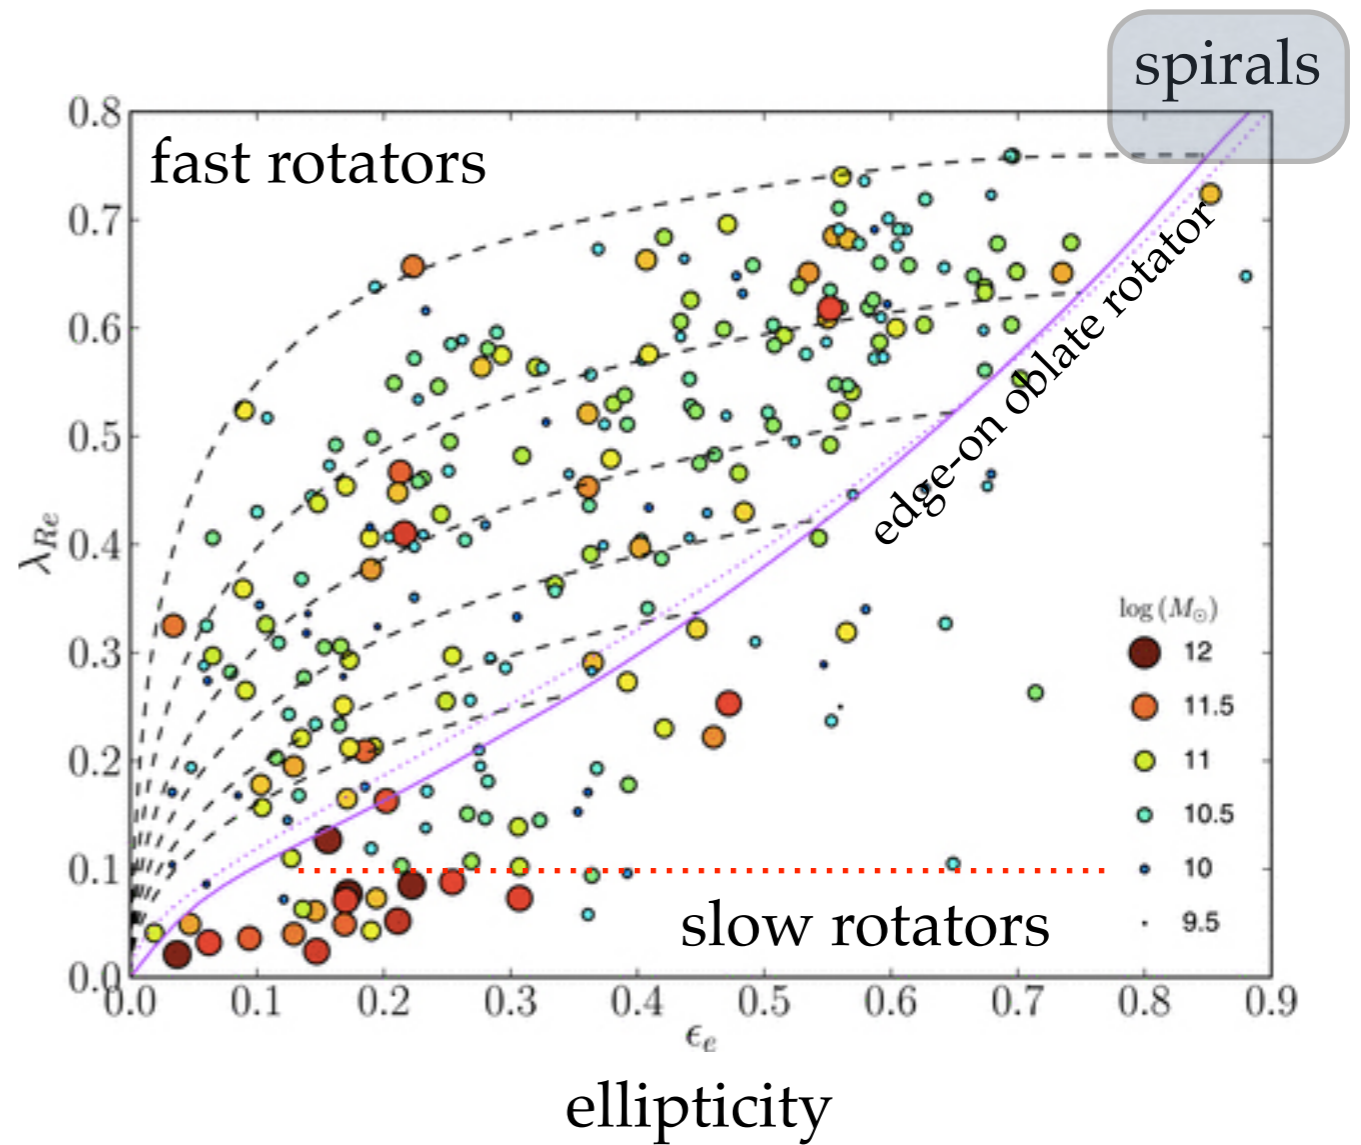 spirals
fast rotators
0.8
0.7
0.6
0.5
0.4
0.3
0.2
0.1
0.0
λRe
edge-on oblate rotator
log (M⊙)
12
11.5
11
10.5
10
9.5
slow rotators
0.0 0.1 0.2 0.3 0.4 0.5 0.6 0.7 0.8 0.9
ϵe
ellipticity